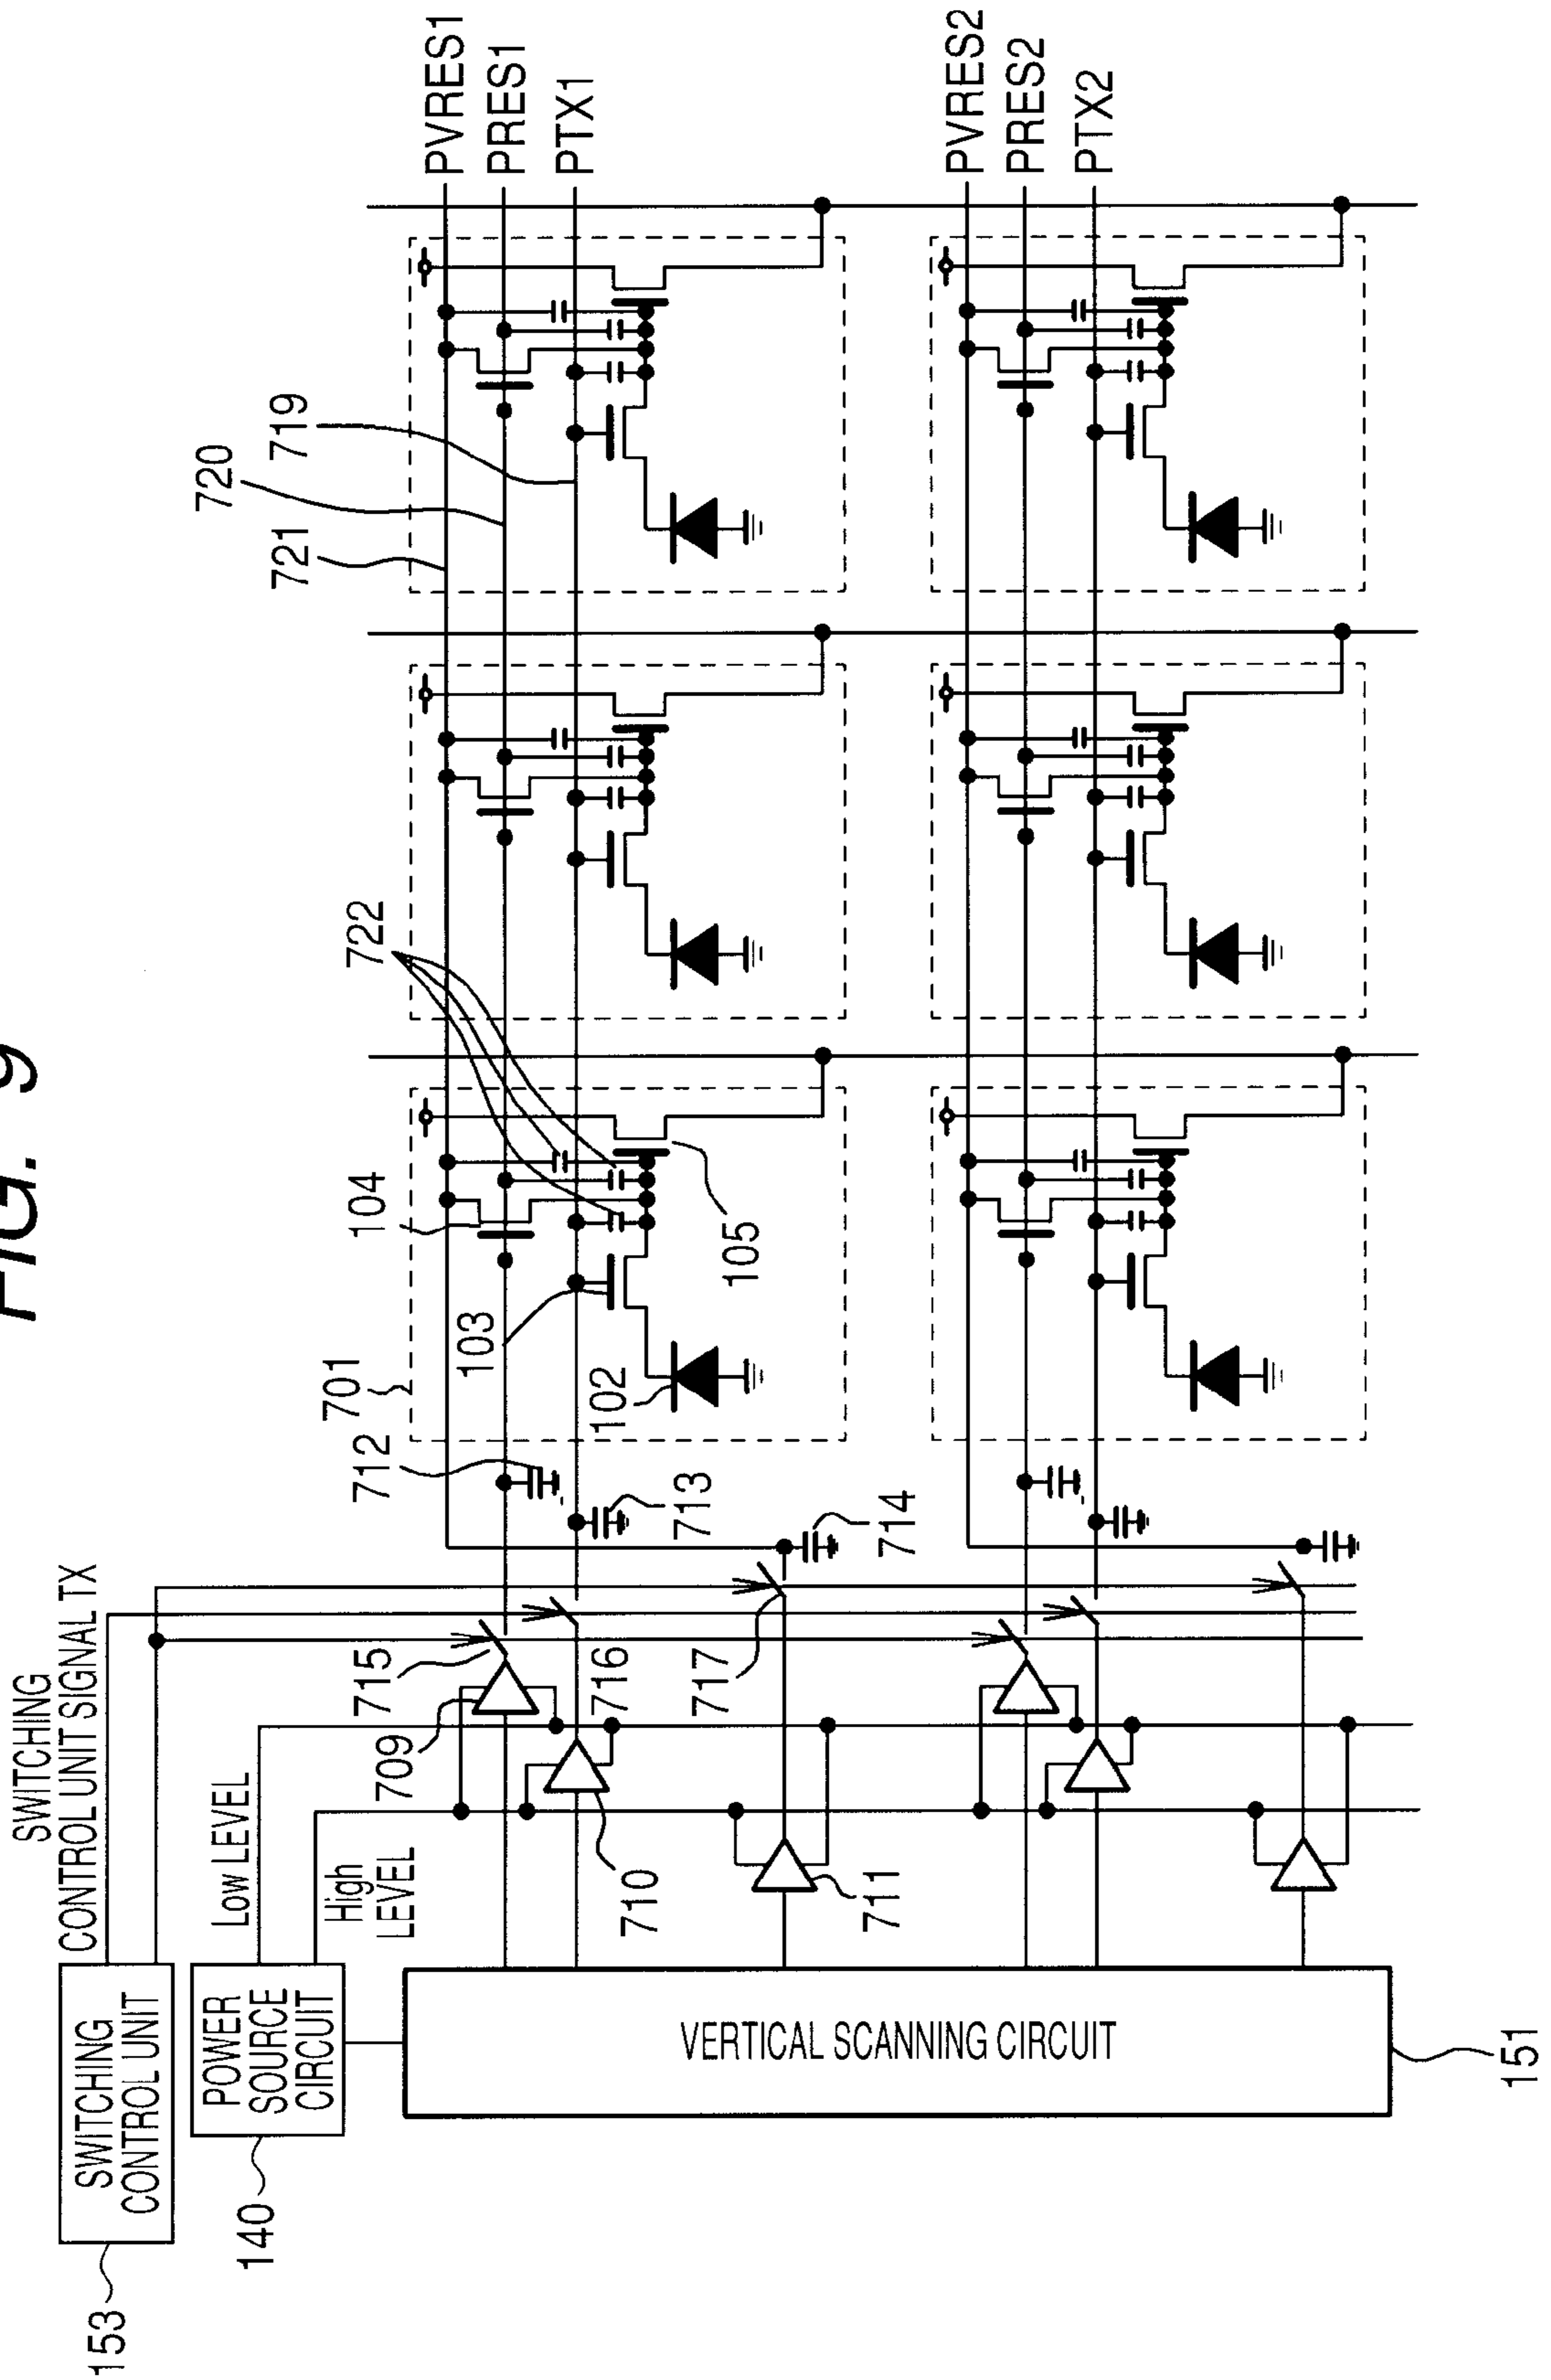 FIG. 9
SWITCHING
CONTROL UNIT SIGNAL TX
153
SWITCHING
CONTROL UNIT
140
POWER
SOURCE
CIRCUIT
Low LEVEL
High
LEVEL
VERTICAL SCANNING CIRCUIT
151
709
710
711
715
716
717
712
713
714
701
102
103
104
105
722
721
720
719
PVRES1
PRES1
PTX1
PVRES2
PRES2
PTX2